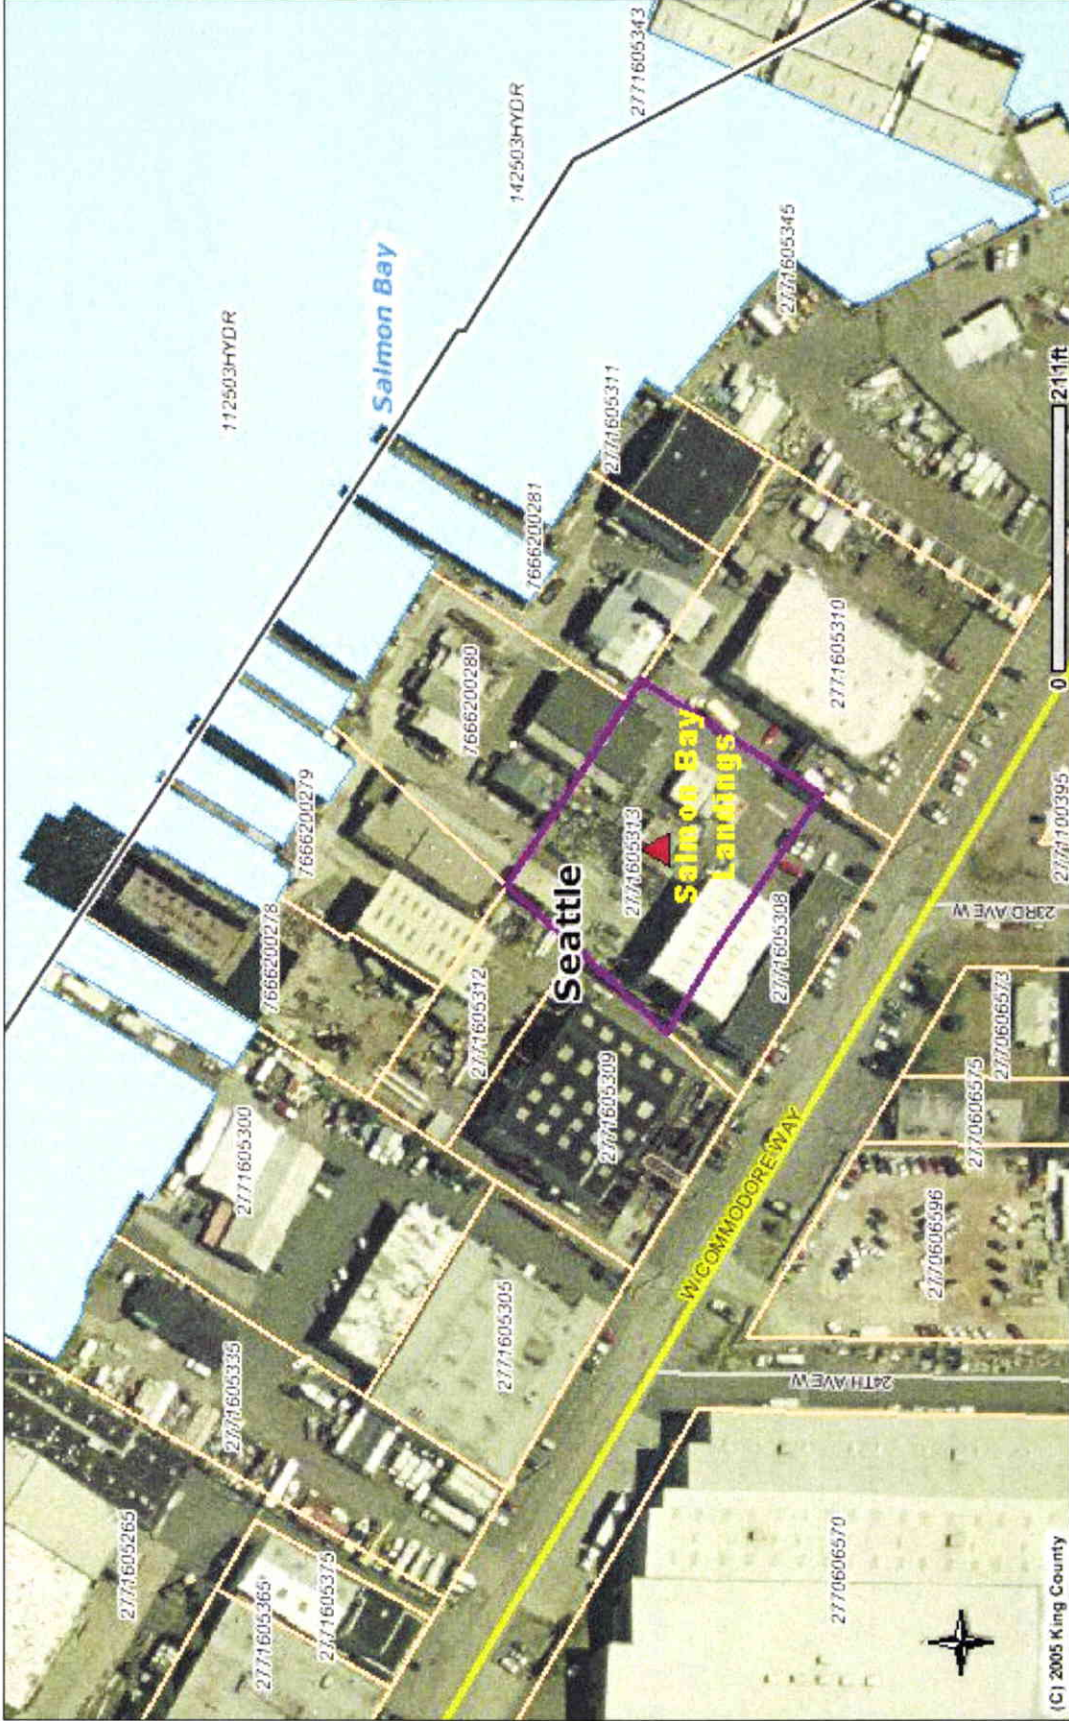 112503HYDR
142503HYDR
2771605343
Salmon Bay
2771605265
2771605335
2771605300
7666200278
7666200279
2771605365
2771605375
2771605312
7666200280
7666200281
2771605311
2771605305
Seattle
2771605309
2771605313
Salmon Bay
Landings
2771605345
2771605308
2771605310
W COMMODORE WAY
24TH AVE W
23RD AVE W
2770606570
2770606596
2770606575
2770606573
2771100395
(C) 2005 King County
0
211ft